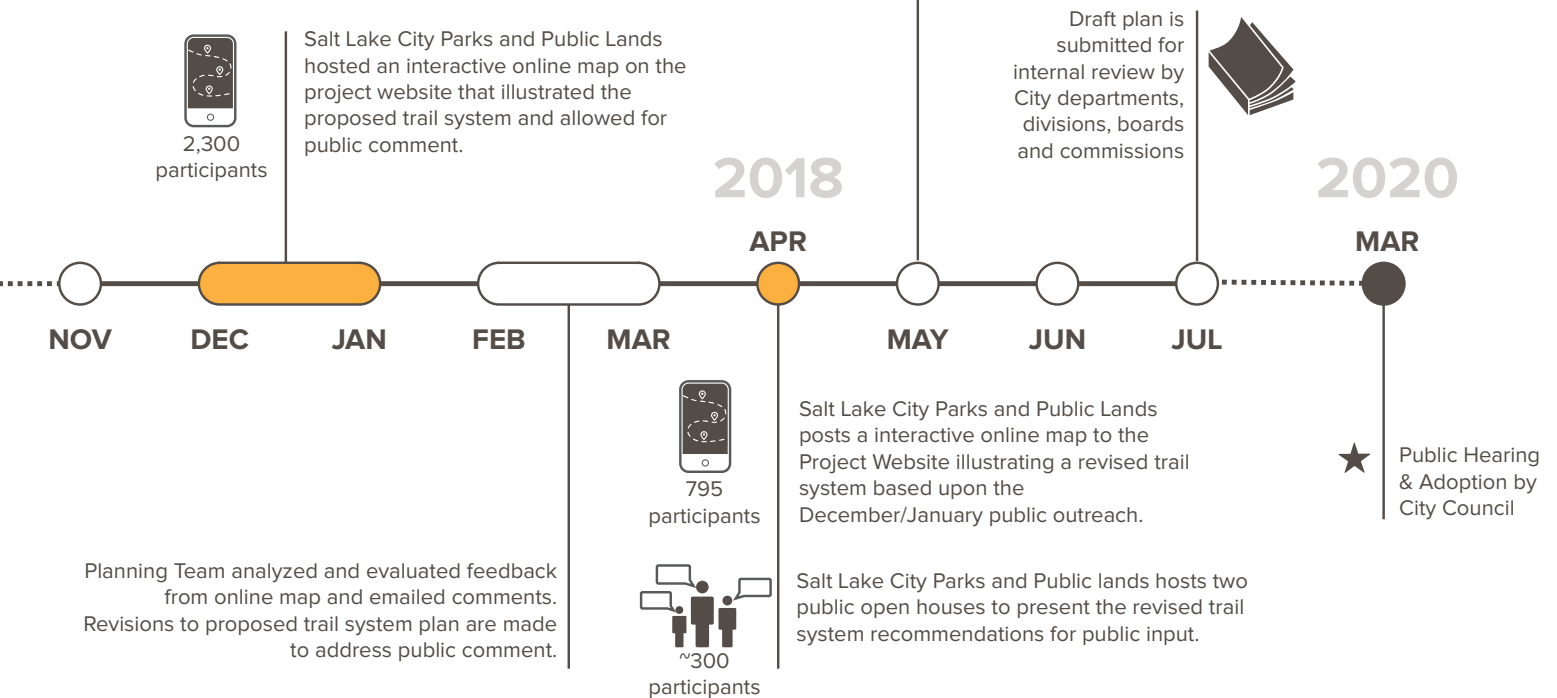 Salt Lake City Parks and Public Lands
hosted an interactive online map on the
project website that illustrated the
proposed trail system and allowed for
public comment.
2,300
participants
Draft plan is
submitted for
internal review by
City departments,
divisions, boards
and commissions
2018
2020
APR
MAR
NOV
DEC
JAN
FEB
MAR
MAY
JUN
JUL
795
participants
Salt Lake City Parks and Public Lands
posts a interactive online map to the
Project Website illustrating a revised trail
system based upon the
December/January public outreach.
Public Hearing
& Adoption by
City Council
Planning Team analyzed and evaluated feedback
from online map and emailed comments.
Revisions to proposed trail system plan are made
to address public comment.
~300
participants
Salt Lake City Parks and Public lands hosts two
public open houses to present the revised trail
system recommendations for public input.